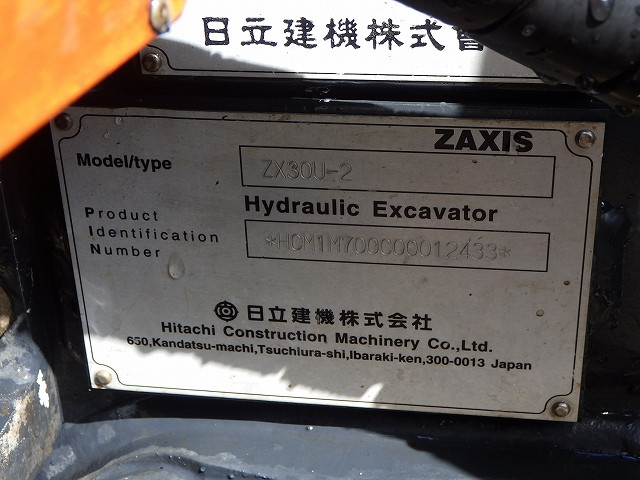 日立建機株式会
ZAXIS
Model/type ZX30U-2
Hydraulic Excavator
Product
Identification *HCM1M700C00012433*
Number
日立建機株式会社
Hitachi Construction Machinery Co.,Ltd.
650,Kandatsu-machi,Tsuchiura-shi,Ibaraki-ken,300-0013 Japan